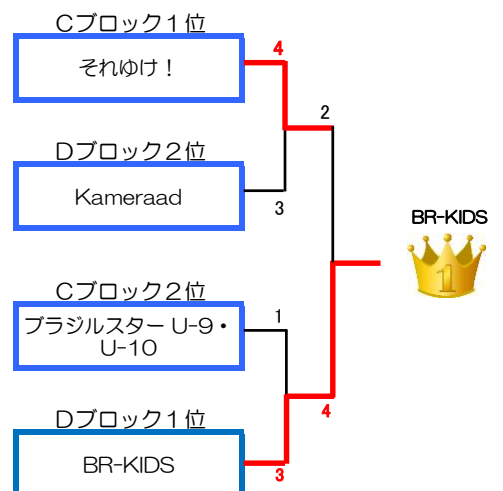 Cブロック１位
それゆけ！
4
2
Dブロック２位
Kameraad
3
BR-KIDS
1
Cブロック２位
ブラジルスター U-9・
U-10
1
Dブロック１位
4
BR-KIDS
3